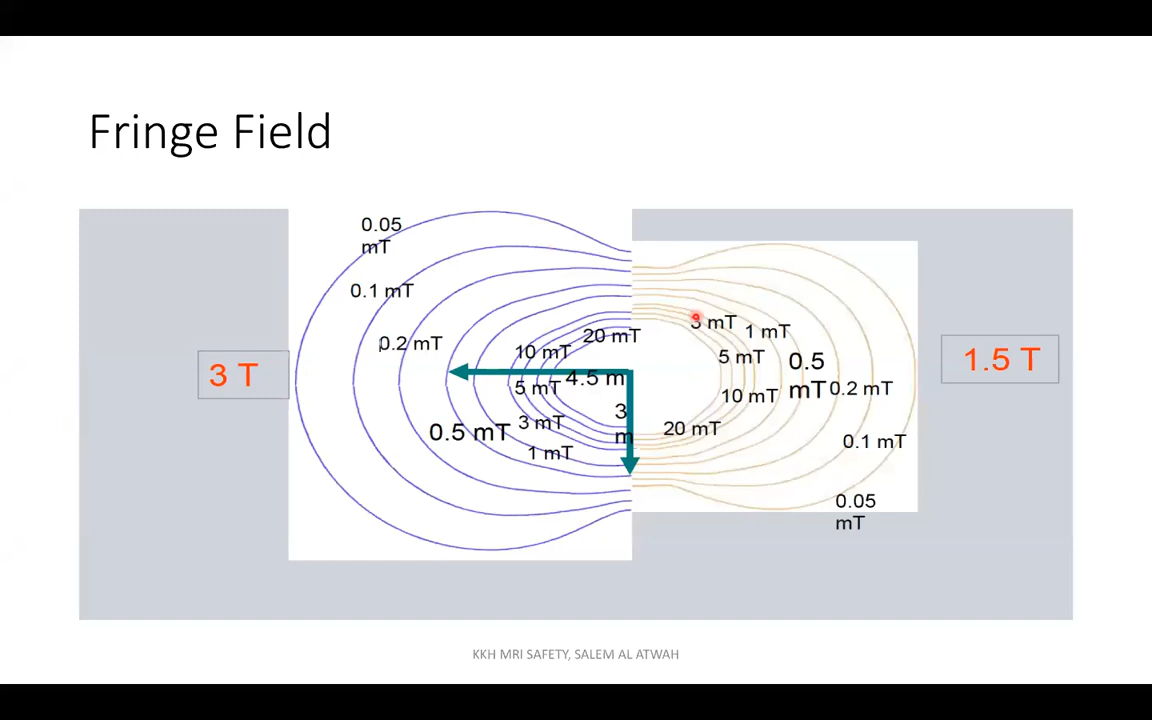 Fringe Field
0.05
mT
0.1 mT
0.2 mT
20 mT
10 mT
4.5 m
5 mT
3
m
3 mT
0.5 mT
1 mT
3 T
3 mT
1 mT
5 mT
0.5
mT
0.2 mT
10 mT
20 mT
0.1 mT
0.05
mT
1.5 T
KKH MRI SAFETY, SALEM AL ATWAH